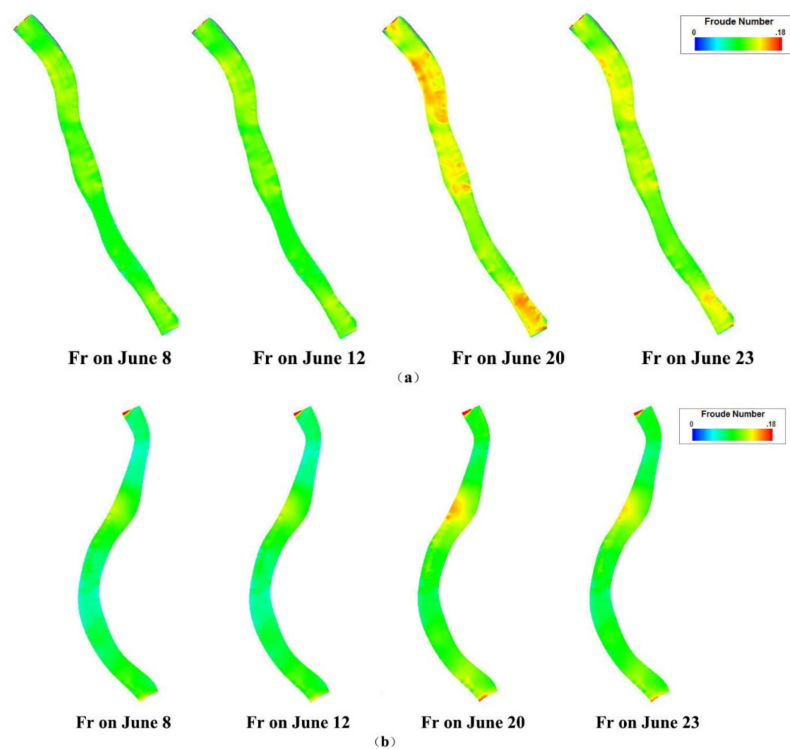 Froude Number
0 .18
Fr on June 8 Fr on June 12 Fr on June 20 Fr on June 23
（a）
Froude Number
0 .18
Fr on June 8 Fr on June 12 Fr on June 20 Fr on June 23
（b）